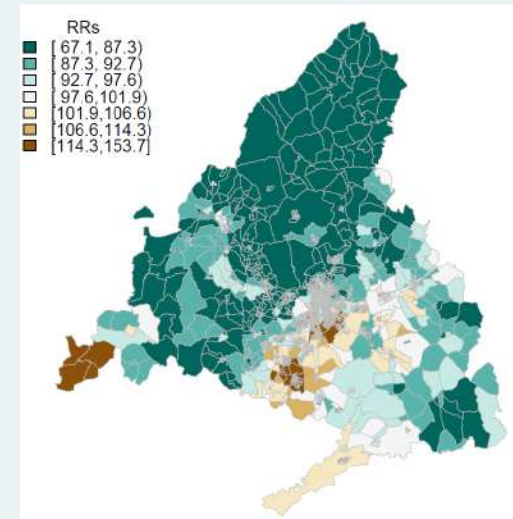 RRs
[ 67.1, 87.3)
[ 87.3, 92.7)
[ 92.7, 97.6)
[ 97.6,101.9)
[101.9,106.6)
[106.6,114.3)
[114.3,153.7]